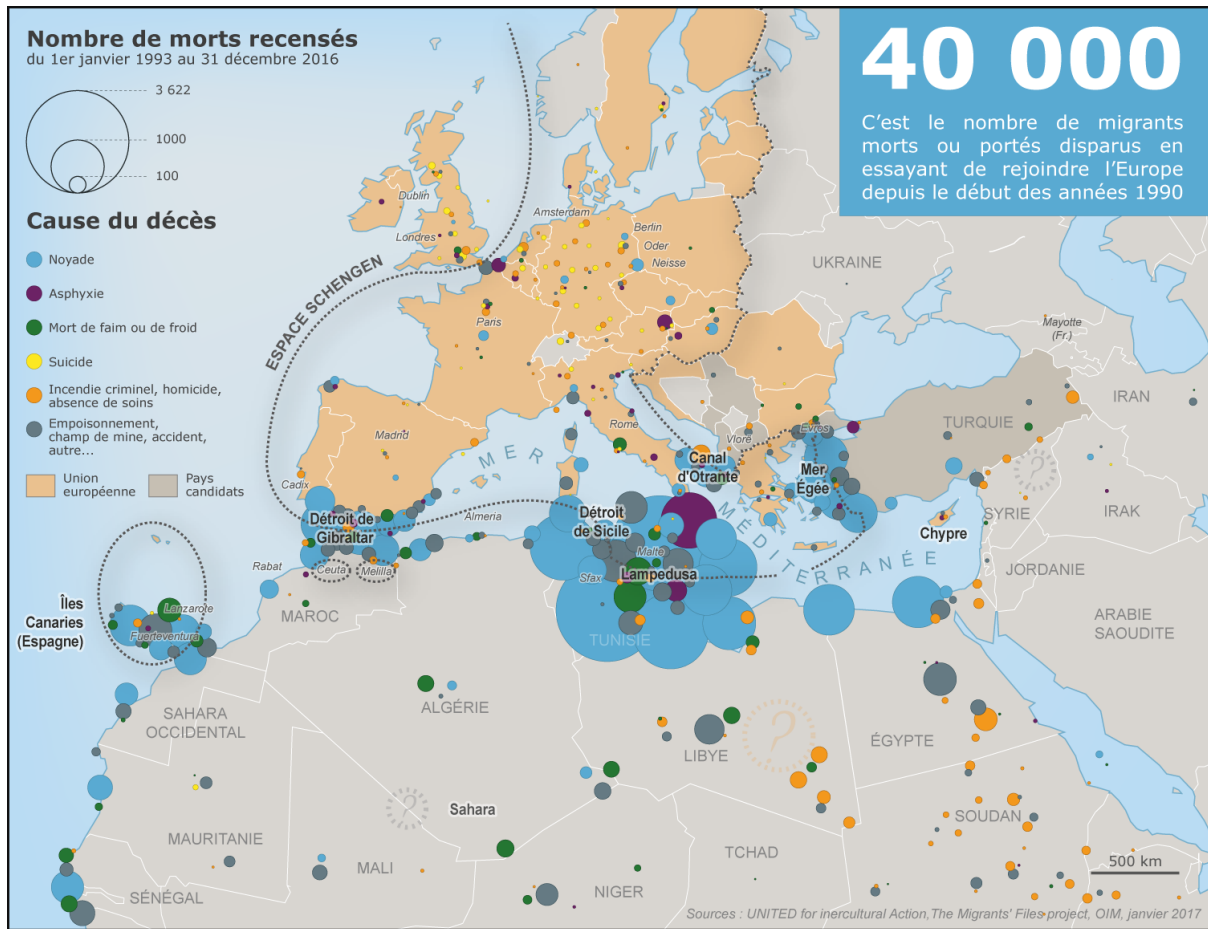 Nombre de morts recensés
du 1er janvier 1993 au 31 décembre 2016
3 622
1000
100
Cause du décès
Noyade
Asphyxie
Mort de faim ou de froid
Suicide
Incendie criminel, homicide,
absence de soins
Empoisonnement,
champ de mine, accident,
autre...
Union
européenne
Pays
candidats
40 000
C'est le nombre de migrants
morts ou portés disparus en
essayant de rejoindre l'Europe
depuis le début des années 1990
ESPACE SCHENGEN
Dublin
Londres
Amsterdam
Berlin
Oder
Neisse
Paris
UKRAINE
Mayotte
(Fr.)
IRAN
TURQUIE
Madrid
Rome
Vlorë
Evros
MER
MÉDITERRANÉE
Canal
d'Otrante
Mer
Égée
Cadix
Détroit de
Gibraltar
Almeria
Détroit
de Sicile
Malte
Lampedusa
Sfax
Chypre
SYRIE
IRAK
JORDANIE
ARABIE
SAOUDITE
Rabat
Ceuta
Melilla
MAROC
Îles
Canaries
(Espagne)
Lanzarote
Fuerteventura
TUNISIE
ALGÉRIE
SAHARA
OCCIDENTAL
LIBYE
?
?
?
ÉGYPTE
Sahara
MAURITANIE
MALI
SÉNÉGAL
NIGER
TCHAD
SOUDAN
500 km
Sources : UNITED for inercultural Action,The Migrants' Files project, OIM, janvier 2017